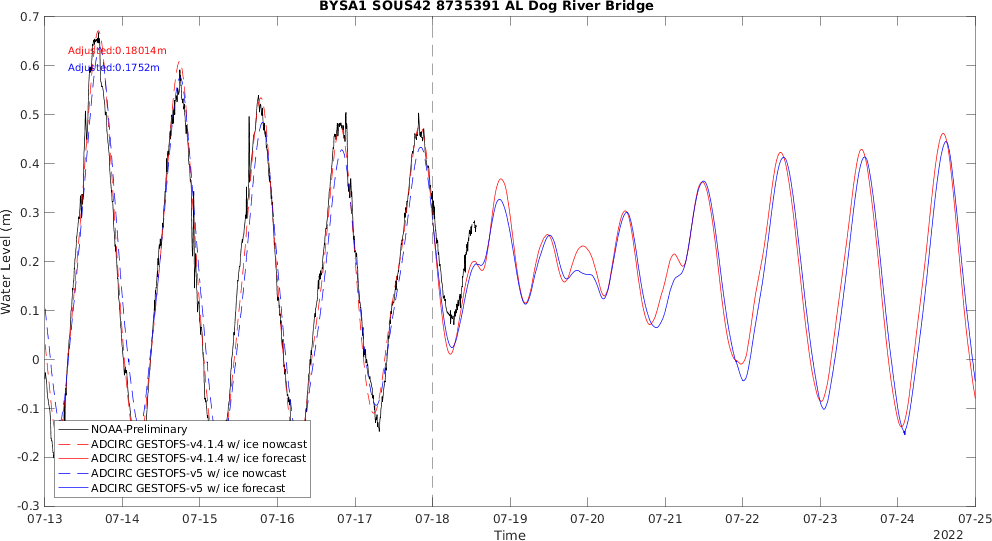 BYSA1 SOUS42 8735391 AL Dog River Bridge
0.7
0.6
0.5
0.4
0.3
0.2
0.1
0
-0.1
-0.2
-0.3
Water Level (m)
Adjusted:0.18014m
Adjusted:0.1752m
NOAA-Preliminary
ADCIRC GESTOFS-v4.1.4 w/ ice nowcast
ADCIRC GESTOFS-v4.1.4 w/ ice forecast
ADCIRC GESTOFS-v5 w/ ice nowcast
ADCIRC GESTOFS-v5 w/ ice forecast
07-13 07-14 07-15 07-16 07-17 07-18 07-19 07-20 07-21 07-22 07-23 07-24 07-25
Time
2022